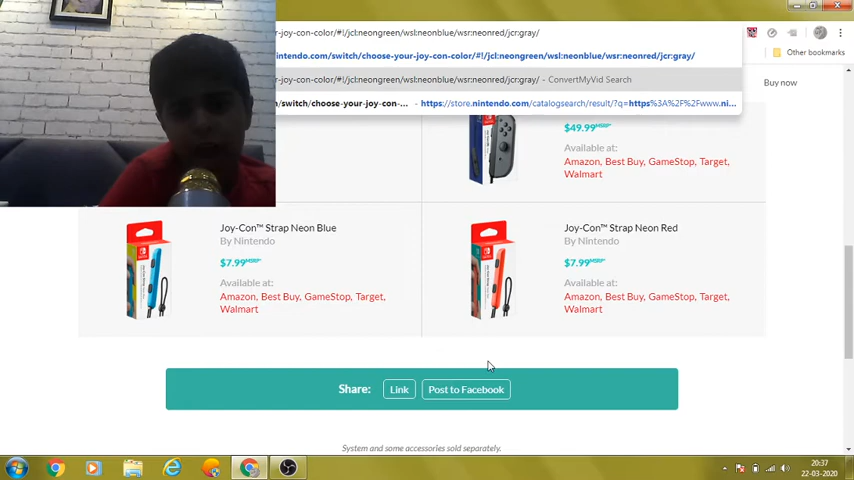 r-joy-con-color/#!/jcl:neongreen/wsl:neonblue/wsr:neonred/jcr:gray/
intendo.com/switch/choose-your-joy-con-color/#!/jcl:neongreen/wsl:neonblue/wsr:neonred/jcr:gray/
r-joy-con-color/#!/jcl:neongreen/wsl:neonblue/wsr:neonred/jcr:gray/ - ConvertMyVid Search
/switch/choose-your-joy-con-... - https://store.nintendo.com/catalogsearch/result/?q=https%3A%2F%2Fwww.ni...
Other bookmarks
Buy now
$49.99
Available at:
Amazon, Best Buy, GameStop, Target,
Walmart
Joy-Con™ Strap Neon Blue
By Nintendo
$7.99 MSRP
Available at:
Amazon, Best Buy, GameStop, Target,
Walmart
Joy-Con™ Strap Neon Red
By Nintendo
$7.99 MSRP
Available at:
Amazon, Best Buy, GameStop, Target,
Walmart
Share:
Link
Post to Facebook
System and some accessories sold separately.
20:37
22-03-2020